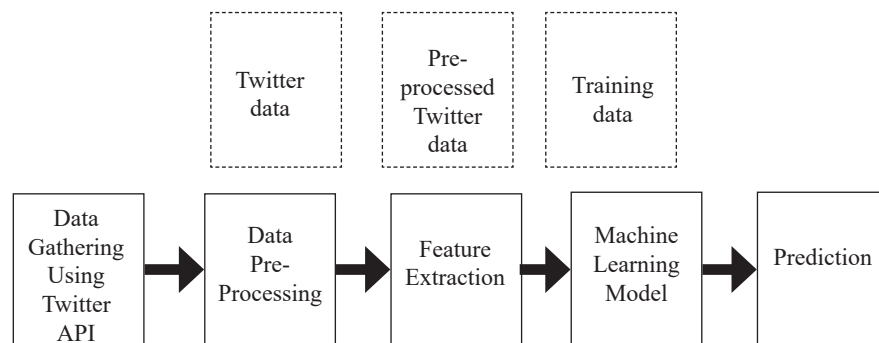 Twitter
data
Pre-
processed
Twitter
data
Training
data
Data
Gathering
Using
Twitter
API
Data
Pre-
Processing
Feature
Extraction
Machine
Learning
Model
Prediction